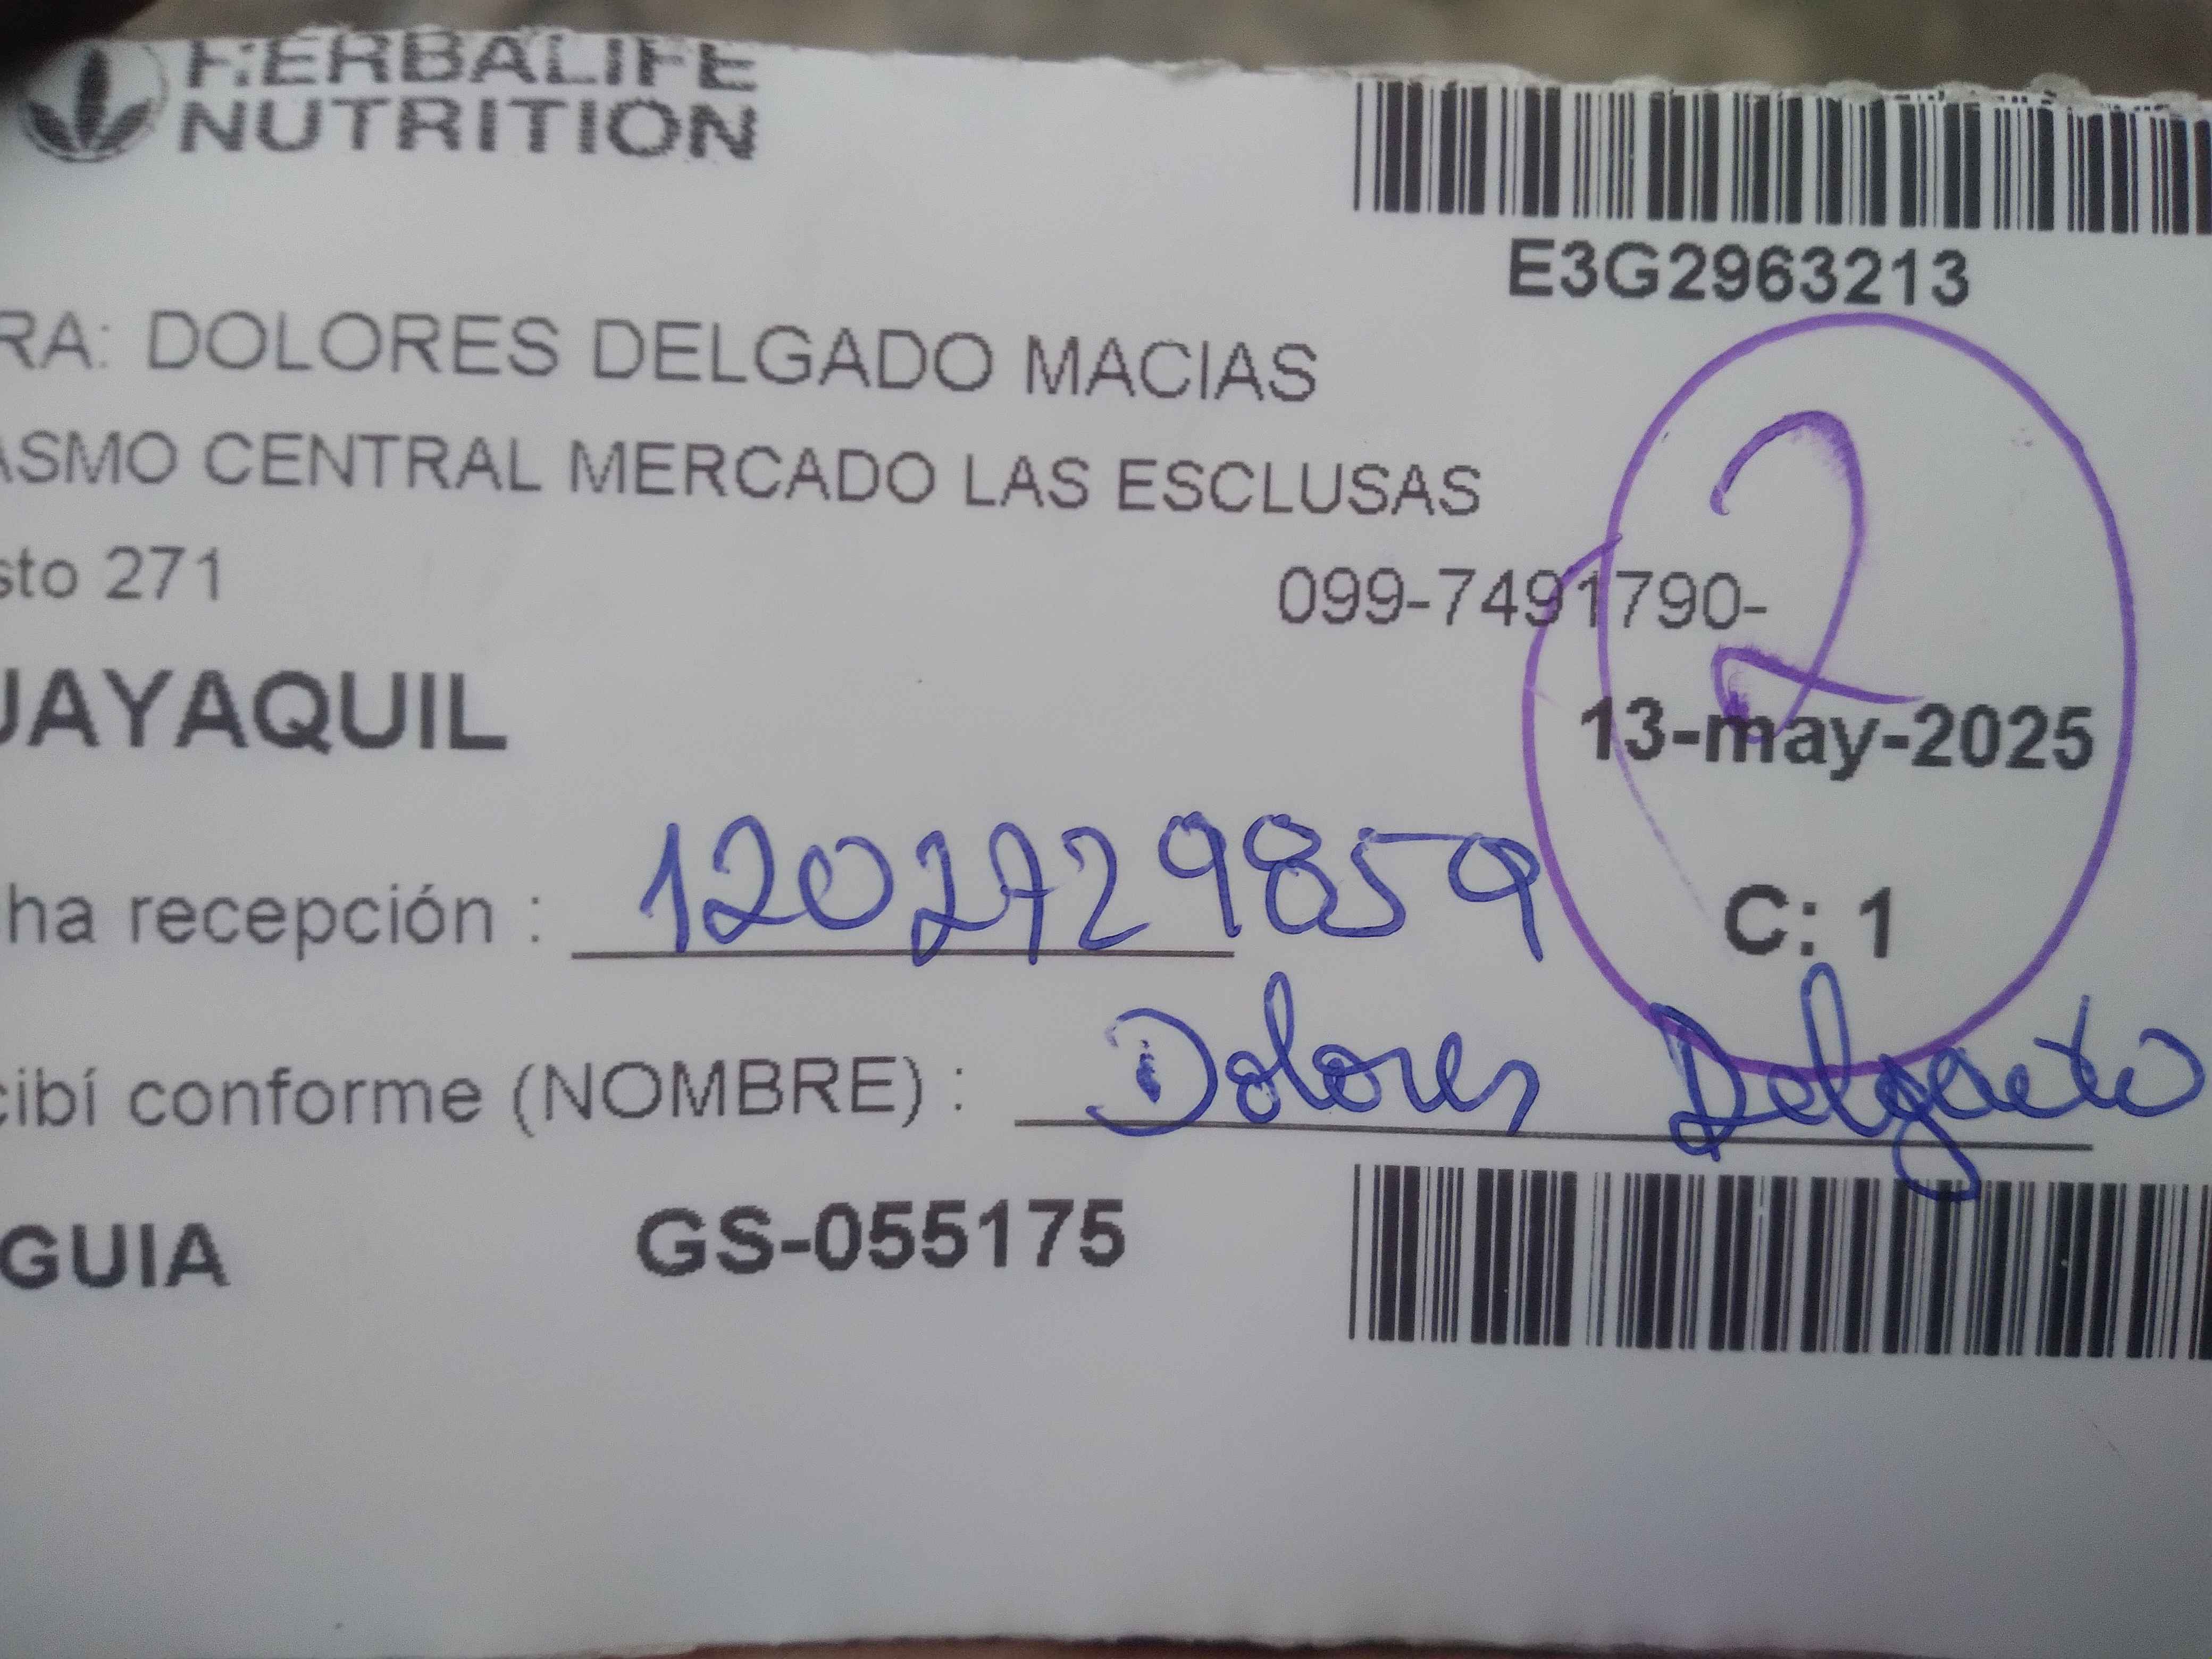 HERBALIFE
NUTRITION
E3G2963213
RA: DOLORES DELGADO MACIAS
ASMO CENTRAL MERCADO LAS ESCLUSAS
sto 271
099-7491790-
2
UAYAQUIL
13-may-2025
ha recepción : 1202729859
C: 1
cibí conforme (NOMBRE) : Dolores Delgado
GUIA GS-055175